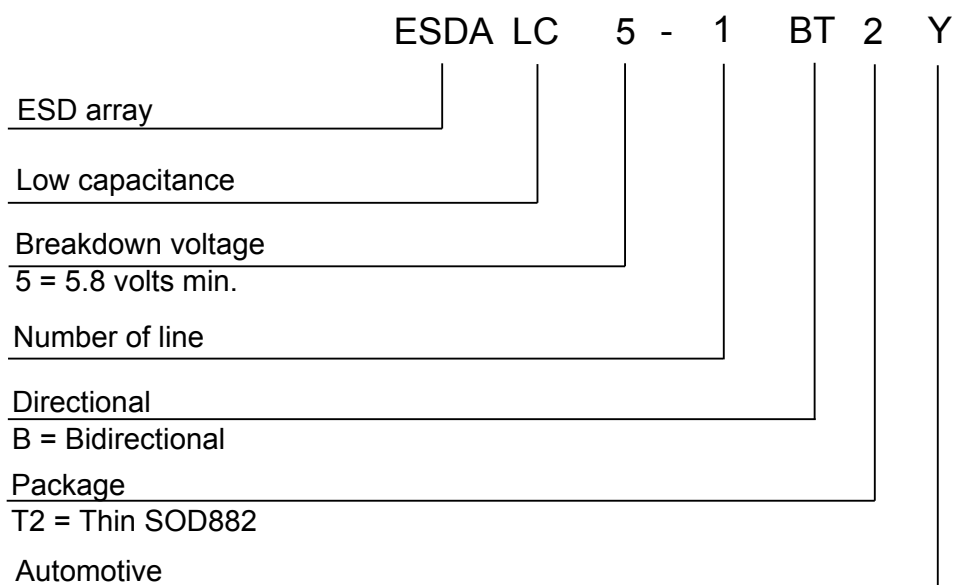 ESDA LC 5 - 1 BT 2 Y
ESD array
Low capacitance
Breakdown voltage
5 = 5.8 volts min.
Number of line
Directional
B = Bidirectional
Package
T2 = Thin SOD882
Automotive